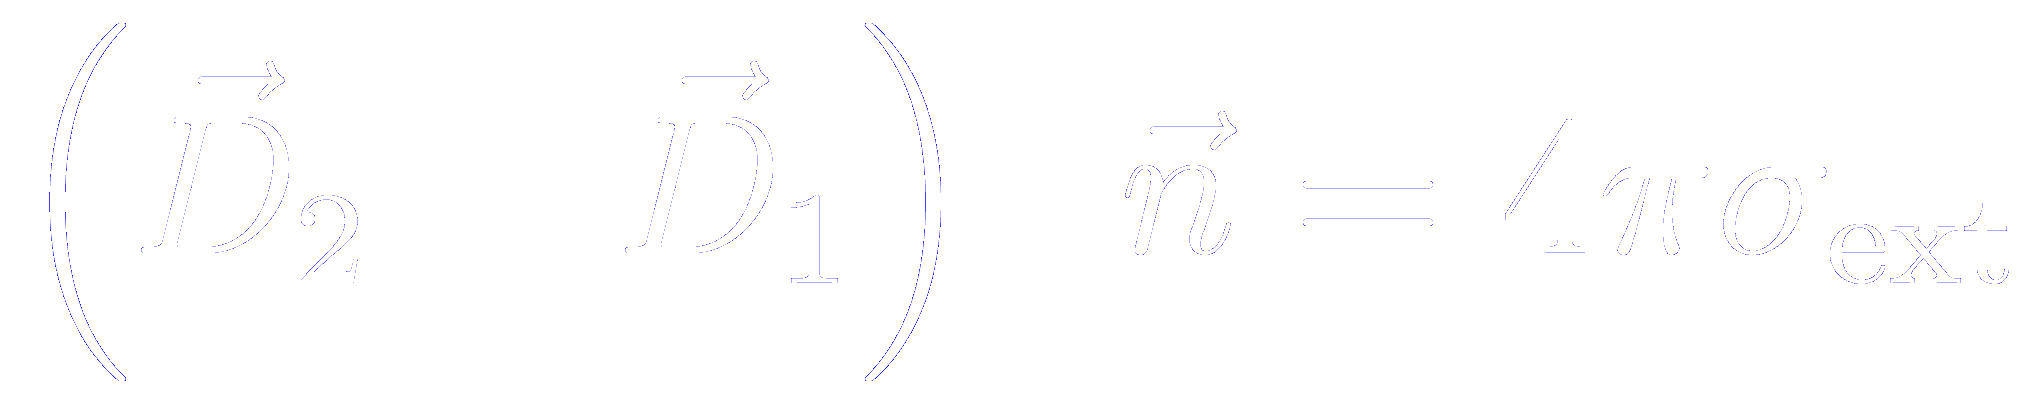 (D⃗₂ D⃗₁) n⃗ = 4πσ_ext